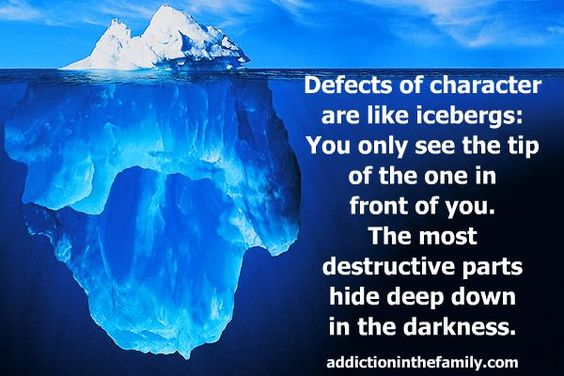 Defects of character
are like icebergs:
You only see the tip
of the one in
front of you.
The most
destructive parts
hide deep down
in the darkness.
addictioninthefamily.com